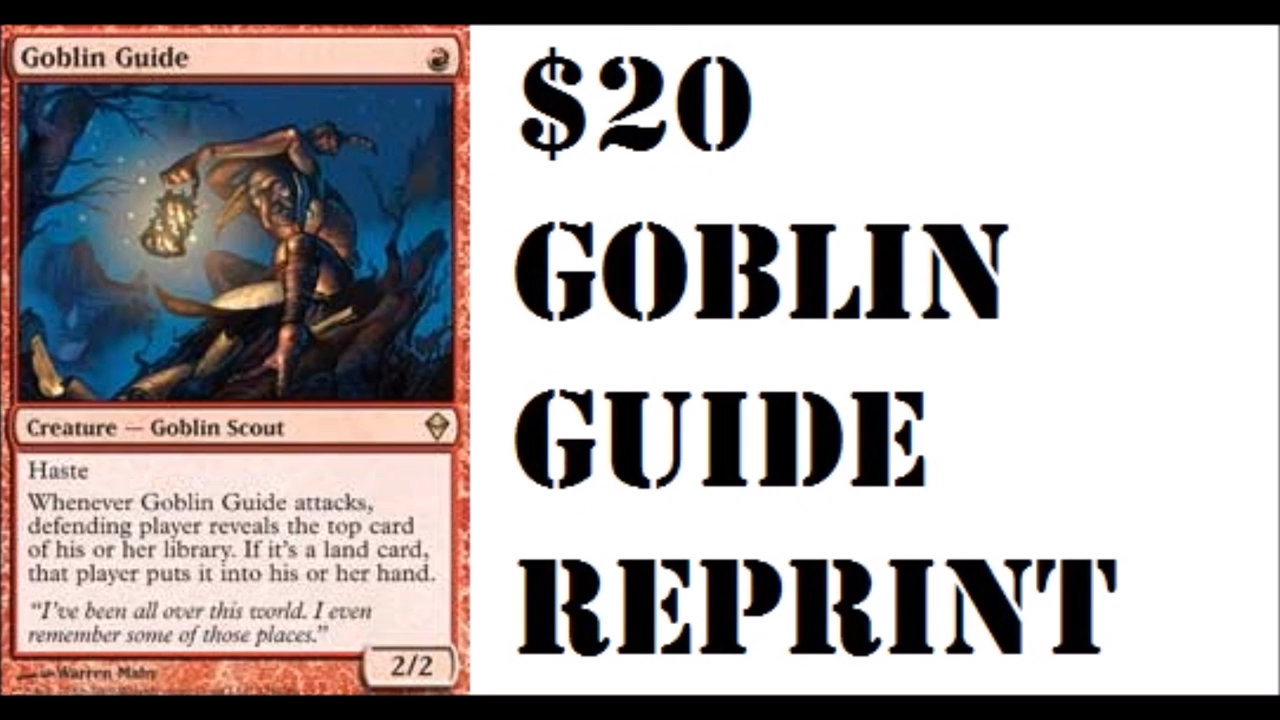 Goblin Guide
Creature — Goblin Scout
Haste
Whenever Goblin Guide attacks,
defending player reveals the top card
of his or her library. If it's a land card,
that player puts it into his or her hand.
"I've been all over this world. I even
remember some of those places."
Warren Mahy
2/2
$20
GOBLIN
GUIDE
REPRINT